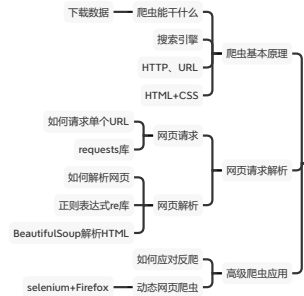 下载数据
爬虫能干什么
搜索引擎
HTTP、URL
HTML+CSS
爬虫基本原理
如何请求单个URL
requests库
网页请求
如何解析网页
正则表达式re库
BeautifulSoup解析HTML
网页解析
网页请求解析
如何应对反爬
selenium+Firefox
动态网页爬虫
高级爬虫应用